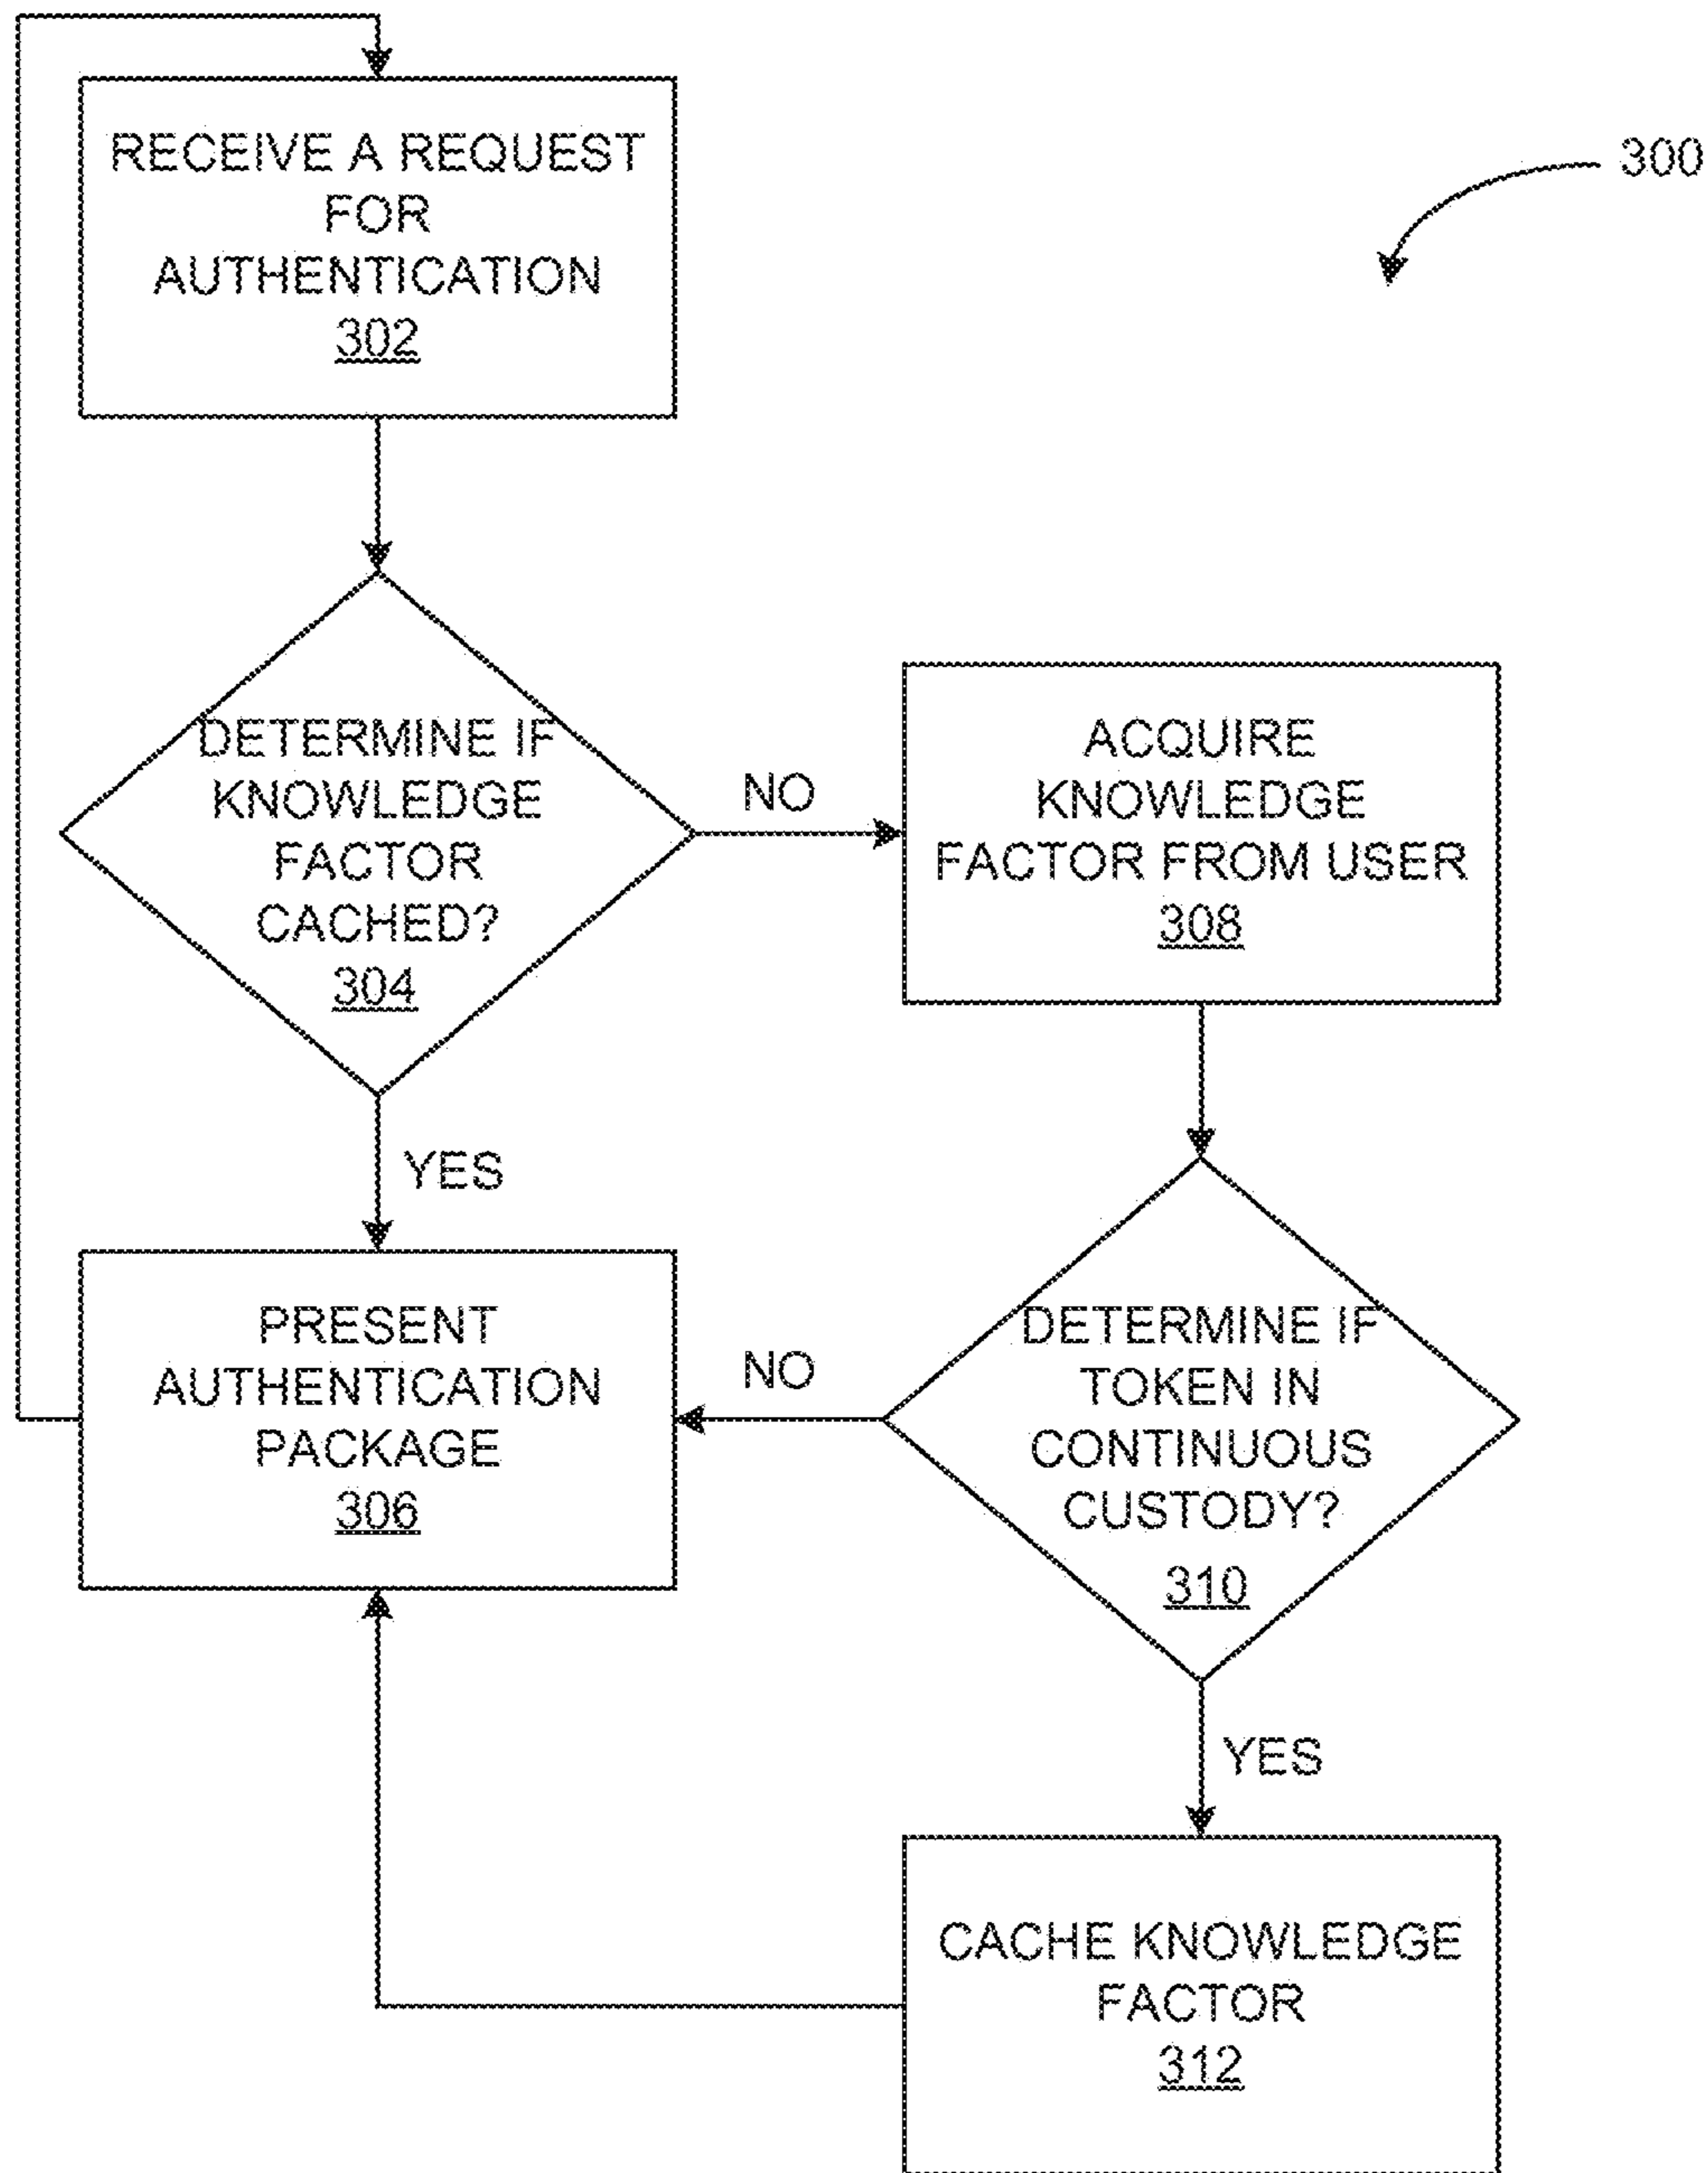 RECEIVE A REQUEST
FOR
AUTHENTICATION
302
300
DETERMINE IF
KNOWLEDGE
FACTOR
CACHED?
304
NO
ACQUIRE
KNOWLEDGE
FACTOR FROM USER
308
YES
PRESENT
AUTHENTICATION
PACKAGE
306
NO
DETERMINE IF
TOKEN IN
CONTINUOUS
CUSTODY?
310
YES
CACHE KNOWLEDGE
FACTOR
312